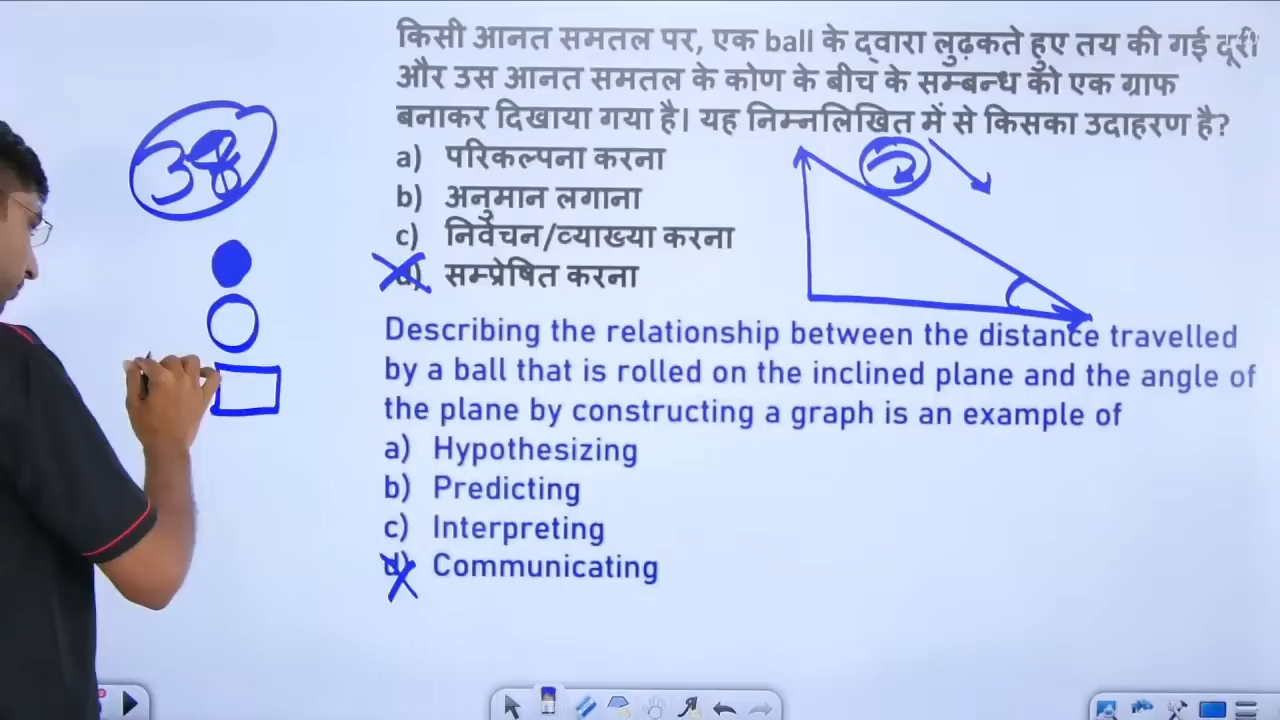 किसी आनत समतल पर, एक ball के द्वारा लुढ़कते हुए तय की गई दूरी
और उस आनत समतल के कोण के बीच के सम्बन्ध को एक ग्राफ
बनाकर दिखाया गया है। यह निम्नलिखित में से किसका उदाहरण है?
a) परिकल्पना करना
b) अनुमान लगाना
c) निर्वचन/व्याख्या करना
d) सम्प्रेषित करना
Describing the relationship between the distance travelled
by a ball that is rolled on the inclined plane and the angle of
the plane by constructing a graph is an example of
a) Hypothesizing
b) Predicting
c) Interpreting
d) Communicating